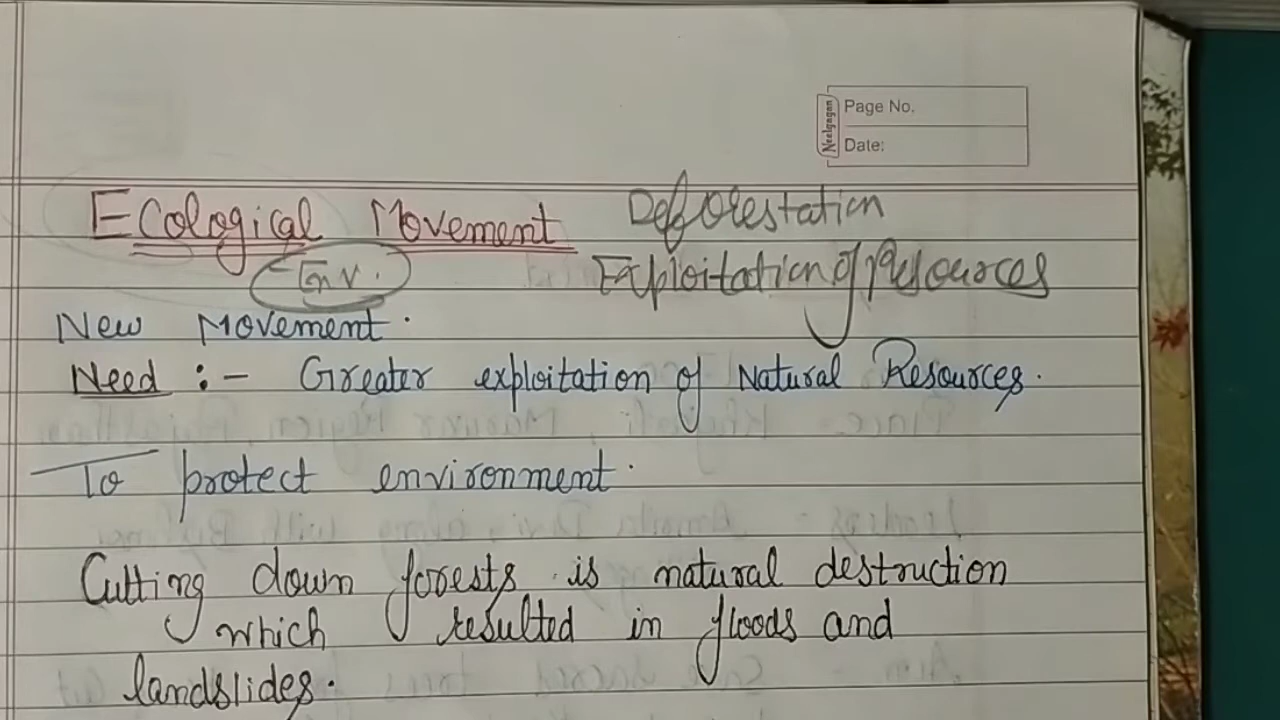 Neelgagan
Page No.
Date:
Ecological Movement
Deforestation
Env.
Exploitation of Resources
New Movement.
Need :- Greater exploitation of Natural Resources.
To protect environment.
Cutting down forests is natural destruction
which resulted in floods and
landslides.